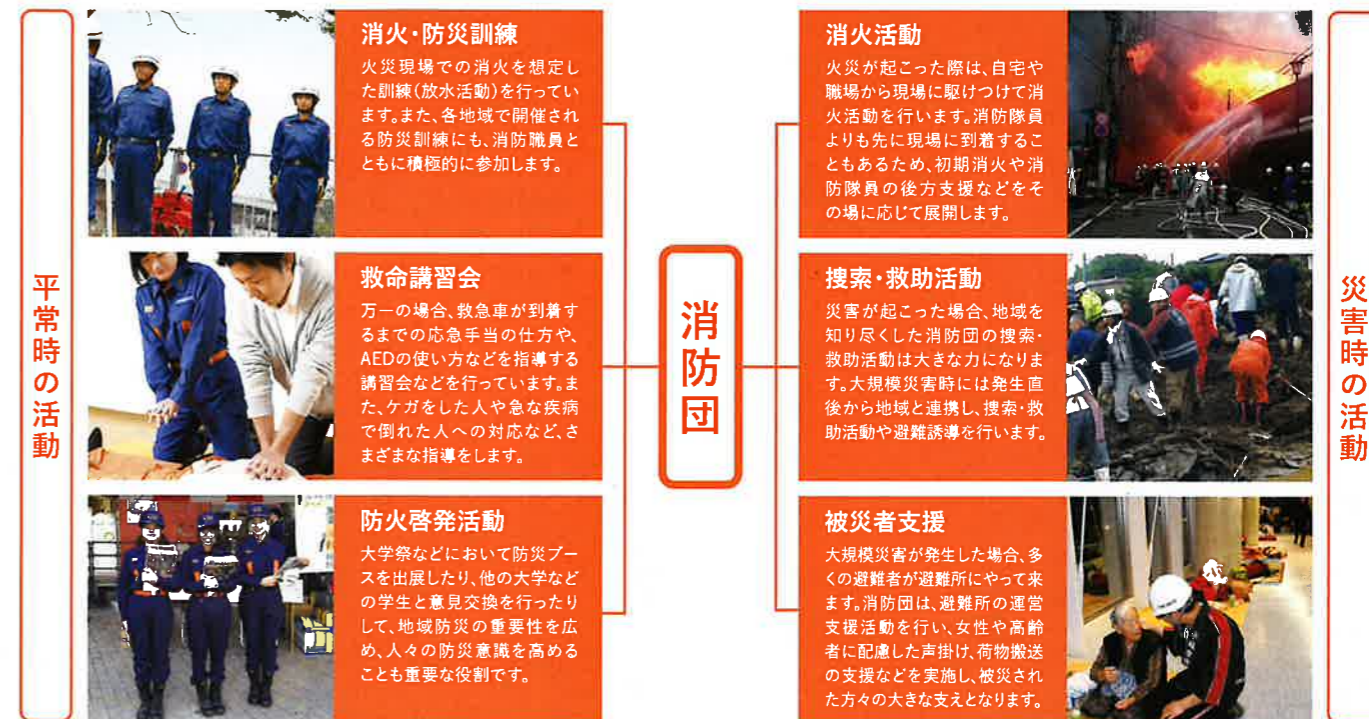 平常時の活動
消火・防災訓練
火災現場での消火を想定し
た訓練(放水活動)を行ってい
ます。また、各地域で開催され
る防災訓練にも、消防職員と
ともに積極的に参加します。
救命講習会
万一の場合、救急車が到着す
るまでの応急手当の仕方や、
AEDの使い方などを指導する
講習会などを行っています。ま
た、ケガをした人や急な疾病
で倒れた人への対応など、さ
まざまな指導をします。
防火啓発活動
大学祭などにおいて防災ブー
スを出展したり、他の大学など
の学生と意見交換を行ったり
して、地域防災の重要性を広
め、人々の防災意識を高める
ことも重要な役割です。
消防団
消火活動
火災が起こった際は、自宅や
職場から現場に駆けつけて消
火活動を行います。消防隊員
よりも先に現場に到着するこ
ともあるため、初期消火や消
防隊員の後方支援などをそ
の場に応じて展開します。
捜索・救助活動
災害が起こった場合、地域を
知り尽くした消防団の捜索・
救助活動は大きな力になりま
す。大規模災害時には発生直
後から地域と連携し、捜索・救
助活動や避難誘導を行います。
被災者支援
大規模災害が発生した場合、多
くの避難者が避難所にやって来
ます。消防団は、避難所の運営
支援活動を行い、女性や高齢
者に配慮した声掛け、荷物搬送
の支援などを実施し、被災され
た方々の大きな支えとなります。
災害時の活動